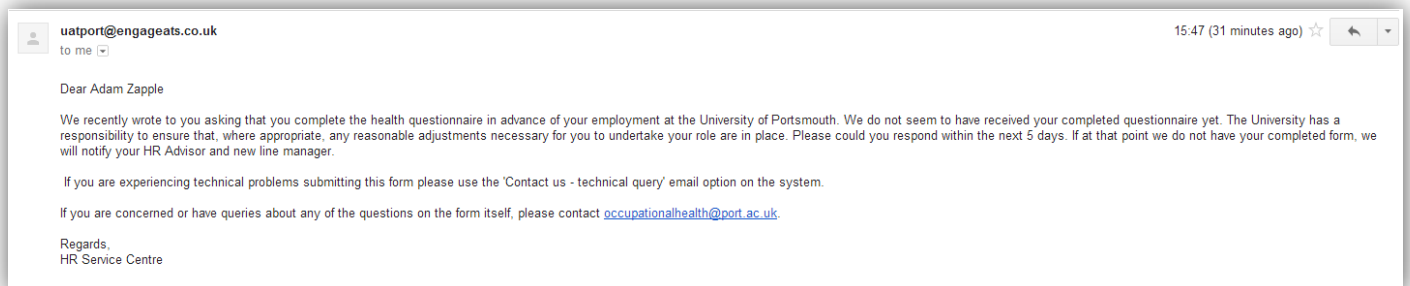 uatport@engageats.co.uk
15:47 (31 minutes ago)
to me
Dear Adam Zapple
We recently wrote to you asking that you complete the health questionnaire in advance of your employment at the University of Portsmouth. We do not seem to have received your completed questionnaire yet. The University has a
responsibility to ensure that, where appropriate, any reasonable adjustments necessary for you to undertake your role are in place. Please could you respond within the next 5 days. If at that point we do not have your completed form, we
will notify your HR Advisor and new line manager.
If you are experiencing technical problems submitting this form please use the 'Contact us - technical query' email option on the system.
If you are concerned or have queries about any of the questions on the form itself, please contact occupationalhealth@port.ac.uk.
Regards,
HR Service Centre